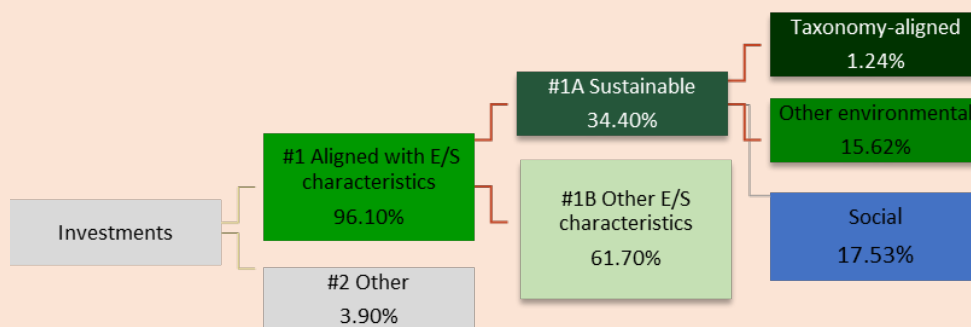 Taxonomy-aligned
1.24%
#1A Sustainable
34.40%
Other environmental
15.62%
#1 Aligned with E/S
characteristics
96.10%
#1B Other E/S
characteristics
61.70%
Social
17.53%
Investments
#2 Other
3.90%